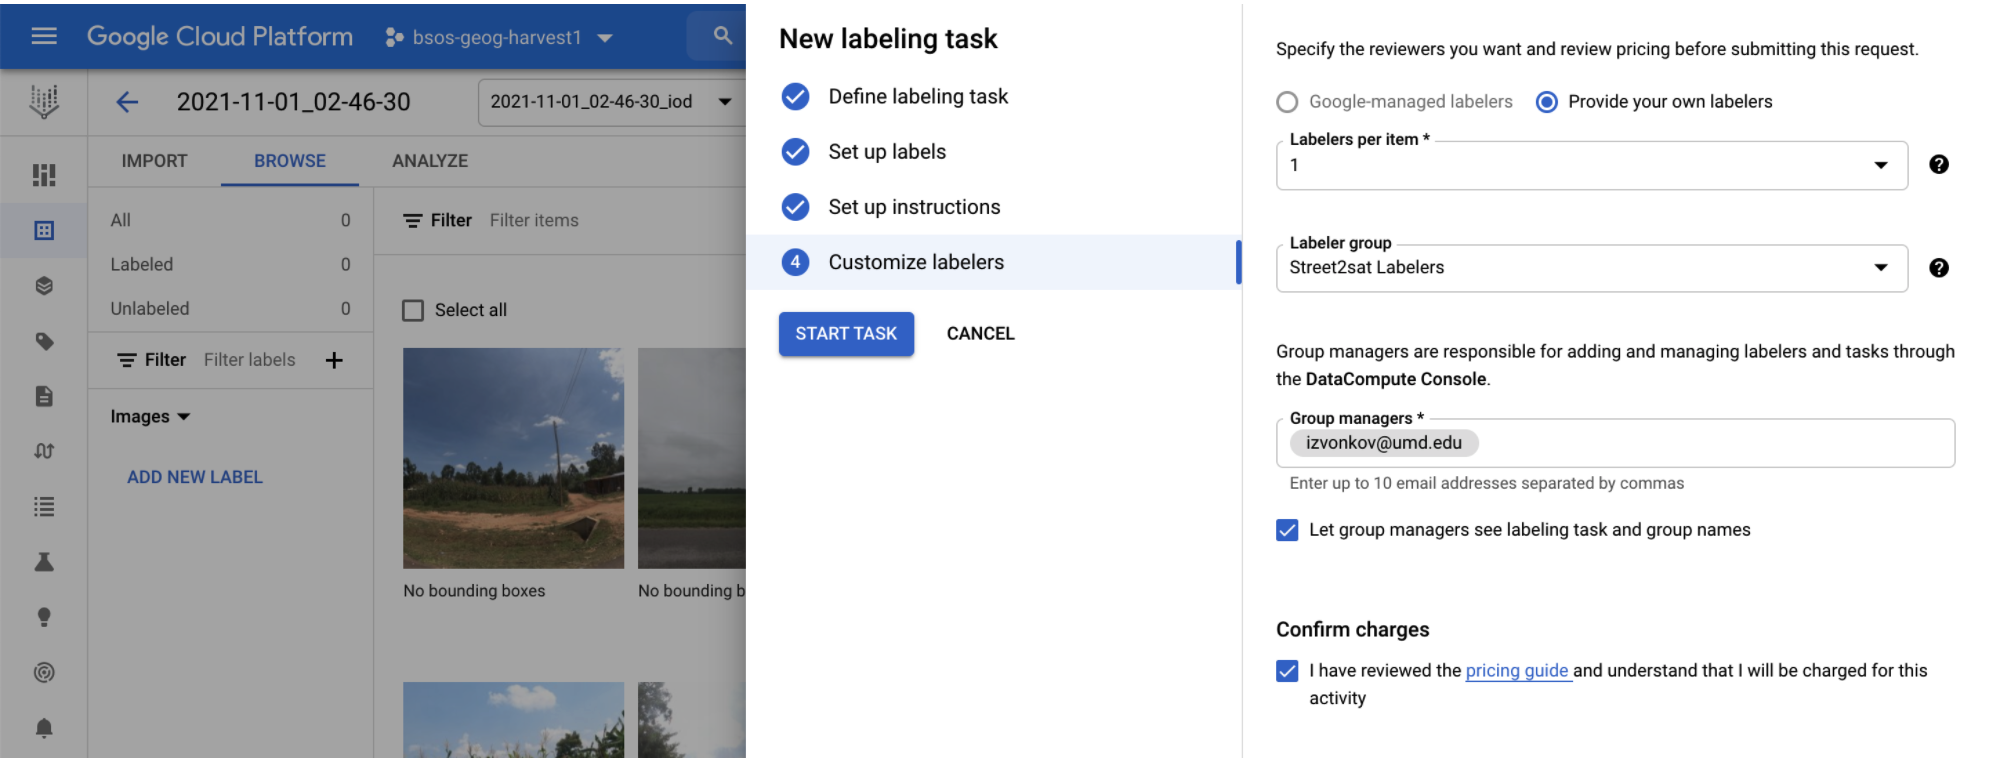 Google Cloud Platform
bsos-geog-harvest1
2021-11-01_02-46-30
2021-11-01_02-46-30_iod
IMPORT
BROWSE
ANALYZE
All 0
Labeled 0
Unlabeled 0
Filter Filter labels
Images
ADD NEW LABEL
Filter Filter items
Select all
No bounding boxes
No bounding b
New labeling task
Define labeling task
Set up labels
Set up instructions
4 Customize labelers
START TASK
CANCEL
Specify the reviewers you want and review pricing before submitting this request.
Google-managed labelers
Provide your own labelers
Labelers per item *
1
Labeler group
Street2sat Labelers
Group managers are responsible for adding and managing labelers and tasks through
the DataCompute Console.
Group managers *
izvonkov@umd.edu
Enter up to 10 email addresses separated by commas
Let group managers see labeling task and group names
Confirm charges
I have reviewed the pricing guide and understand that I will be charged for this
activity